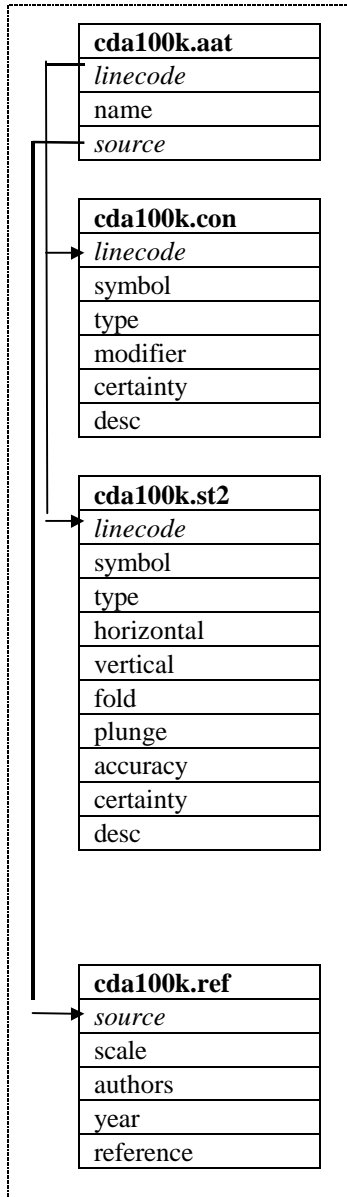 cda100k.aat
linecode
name
source
cda100k.con
linecode
symbol
type
modifier
certainty
desc
cda100k.st2
linecode
symbol
type
horizontal
vertical
fold
plunge
accuracy
certainty
desc
cda100k.ref
source
scale
authors
year
reference